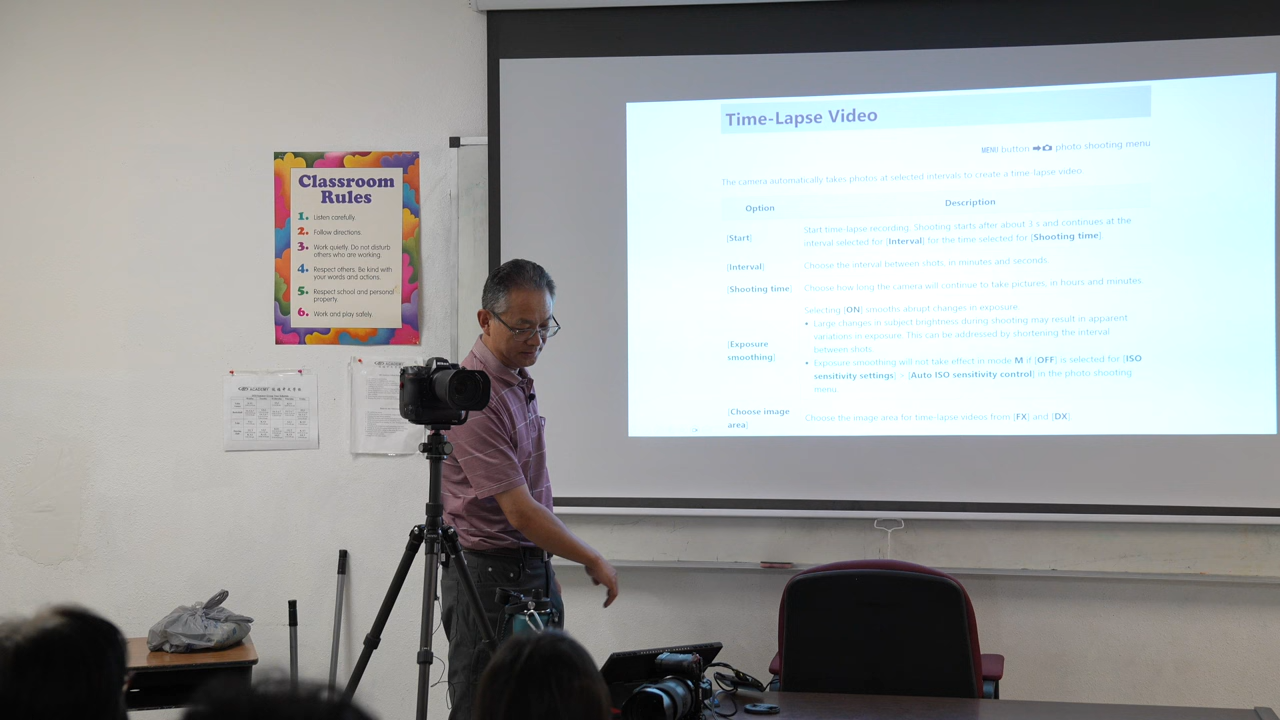 Classroom
Rules
1. Listen carefully.
2. Follow directions.
3. Work quietly. Do not disturb
others who are working.
4. Respect others. Be kind with
your words and actions.
5. Respect school and personal
property.
6. Work and play safely.
Time-Lapse Video
MENU button ➡ photo shooting menu
The camera automatically takes photos at selected intervals to create a time-lapse video.
Option Description
[Start]
Start time-lapse recording. Shooting starts after about 3 s and continues at the
interval selected for [Interval] for the time selected for [Shooting time].
[Interval] Choose the interval between shots, in minutes and seconds.
[Shooting time] Choose how long the camera will continue to take pictures, in hours and minutes.
[Exposure
smoothing]
Selecting [ON] smooths abrupt changes in exposure.
• Large changes in subject brightness during shooting may result in apparent
variations in exposure. This can be addressed by shortening the interval
between shots.
• Exposure smoothing will not take effect in mode M if [OFF] is selected for [ISO
sensitivity settings] > [Auto ISO sensitivity control] in the photo shooting
menu.
[Choose image
area]
Choose the image area for time-lapse videos from [FX] and [DX].
>